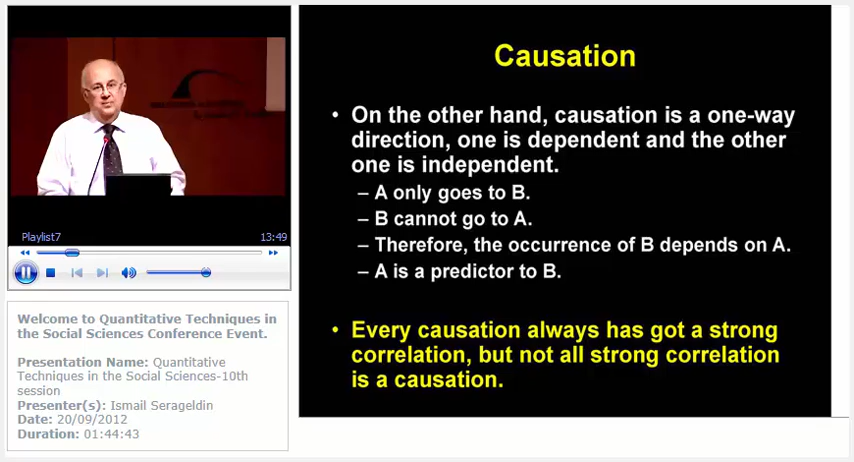 Playlist7
13:49
Welcome to Quantitative Techniques in
the Social Sciences Conference Event.
Presentation Name: Quantitative
Techniques in the Social Sciences-10th
session
Presenter(s): Ismail Serageldin
Date: 20/09/2012
Duration: 01:44:43
Causation
• On the other hand, causation is a one-way
direction, one is dependent and the other
one is independent.
– A only goes to B.
– B cannot go to A.
– Therefore, the occurrence of B depends on A.
– A is a predictor to B.
• Every causation always has got a strong
correlation, but not all strong correlation
is a causation.